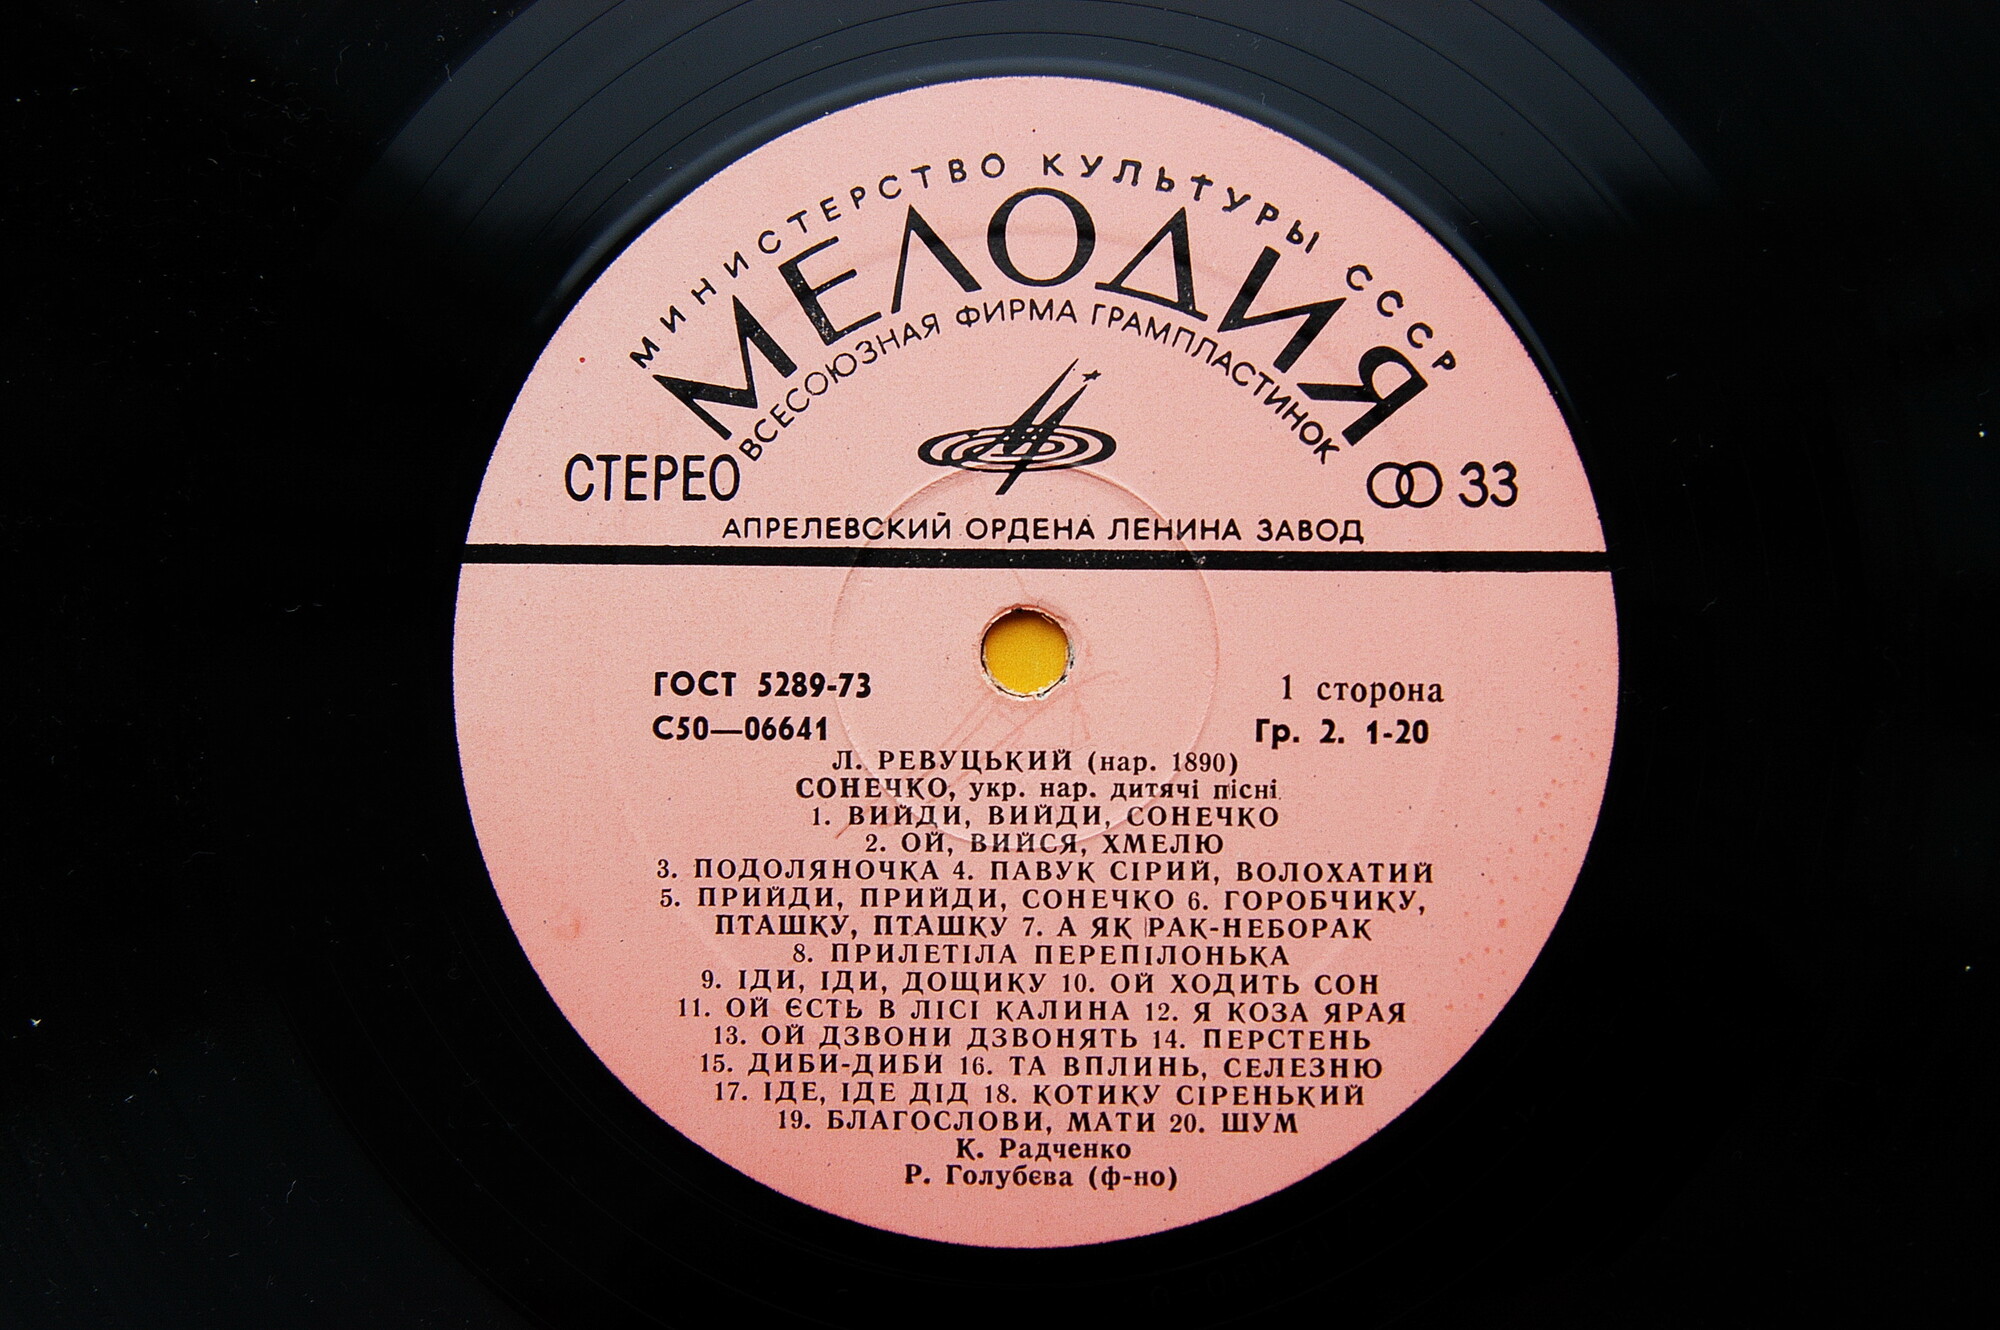 МИНИСТЕРСТВО КУЛЬТУРЫ СССР
МЕЛОДИЯ
ВСЕСОЮЗНАЯ ФИРМА ГРАМПЛАСТИНОК
СТЕРЕО
33
АПРЕЛЕВСКИЙ ОРДЕНА ЛЕНИНА ЗАВОД
ГОСТ 5289-73
1 сторона
С50—06641
Гр. 2. 1-20
Л. РЕВУЦЬКИЙ (нар. 1890)
СОНЕЧКО, укр. нар. дитячі пісні
1. ВИЙДИ, ВИЙДИ, СОНЕЧКО
2. ОЙ, ВИЙСЯ, ХМЕЛЮ
3. ПОДОЛЯНОЧКА 4. ПАВУК СІРИЙ, ВОЛОХАТИЙ
5. ПРИЙДИ, ПРИЙДИ, СОНЕЧКО 6. ГОРОБЧИКУ,
ПТАШКУ, ПТАШКУ 7. А ЯК РАК-НЕБОРАК
8. ПРИЛЕТІЛА ПЕРЕПІЛОНЬКА
9. ІДИ, ІДИ, ДОЩИКУ 10. ОЙ ХОДИТЬ СОН
11. ОЙ ЄСТЬ В ЛІСІ КАЛИНА 12. Я КОЗА ЯРАЯ
13. ОЙ ДЗВОНИ ДЗВОНЯТЬ 14. ПЕРСТЕНЬ
15. ДИБИ-ДИБИ 16. ТА ВПЛИНЬ, СЕЛЕЗНЮ
17. ІДЕ, ІДЕ ДІД 18. КОТИКУ СІРЕНЬКИЙ
19. БЛАГОСЛОВИ, МАТИ 20. ШУМ
К. Радченко
Р. Голубєва (ф-но)